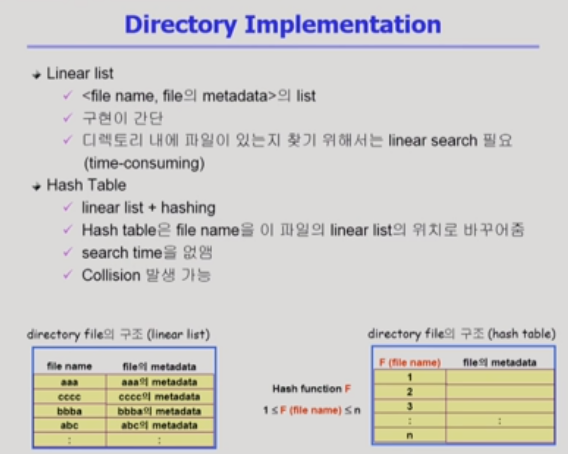 Directory Implementation
Linear list
<file name, file의 metadata>의 list
구현이 간단
디렉토리 내에 파일이 있는지 찾기 위해서는 linear search 필요
(time-consuming)
Hash Table
linear list + hashing
Hash table은 file name을 이 파일의 linear list의 위치로 바꾸어줌
search time을 없앰
Collision 발생 가능
directory file의 구조 (linear list)
file name file의 metadata
aaa aaa의 metadata
cccc cccc의 metadata
bbba bbba의 metadata
abc abc의 metadata
: :
Hash function F
1 ≤ F (file name) ≤ n
directory file의 구조 (hash table)
F (file name) file의 metadata
1
2
3
: :
n